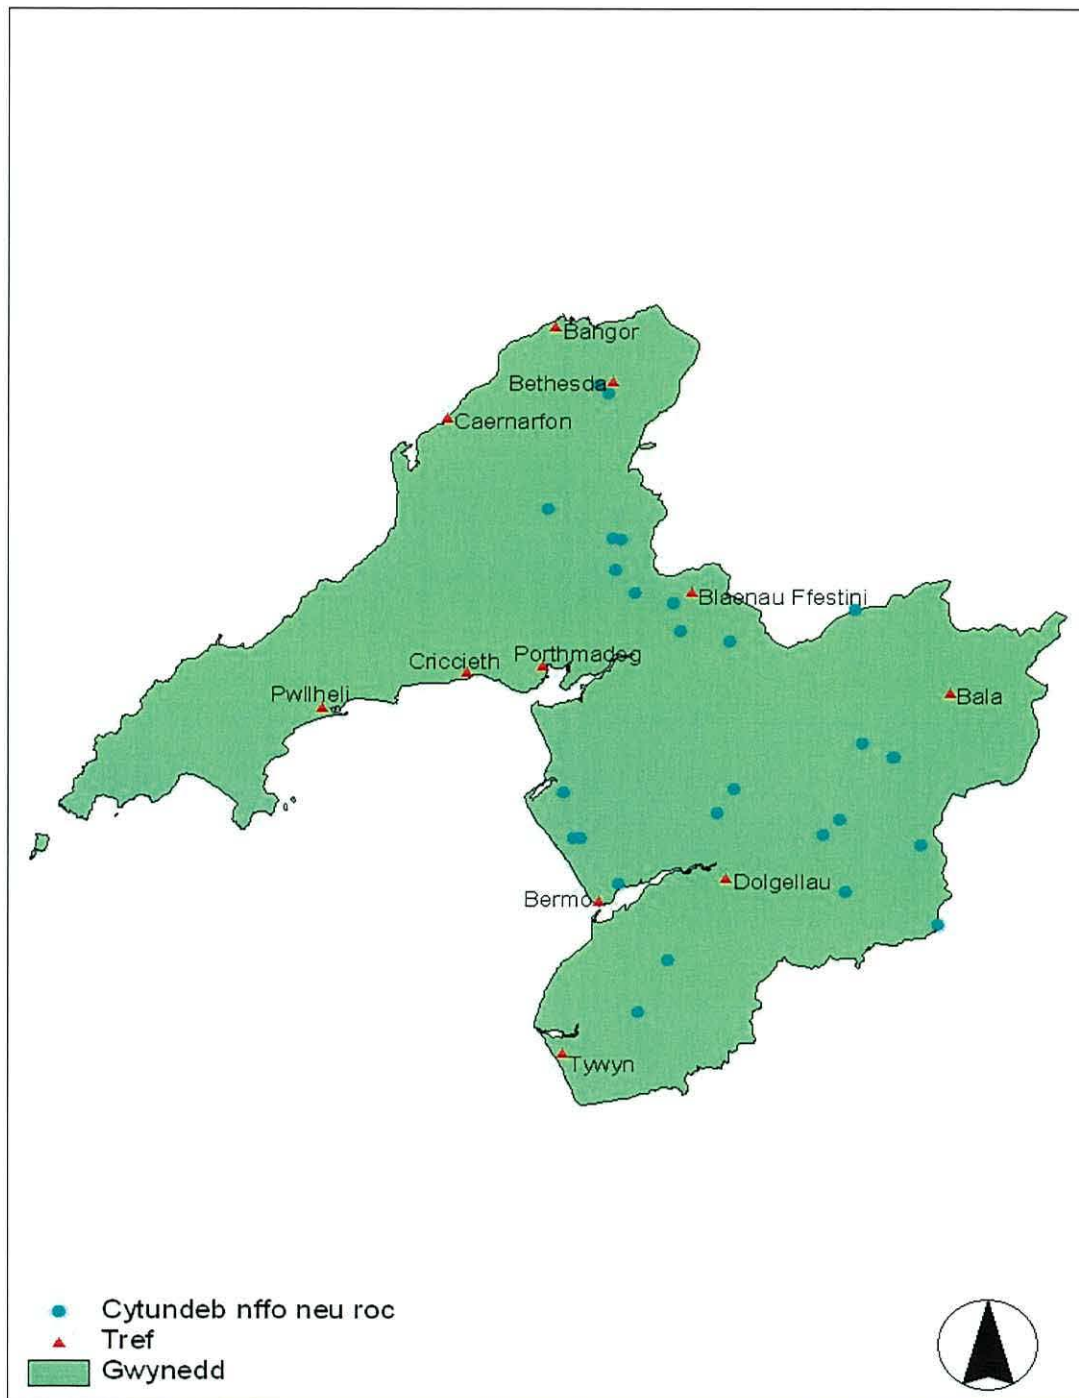 Bangor
Bethesda
Caernarfon
Blaenau Ffestini
Criccieth
Porthmadog
Pwllheli
Bala
Dolgellau
Bermo
Tywyn
Cytundeb nffo neu roc
Tref
Gwynedd